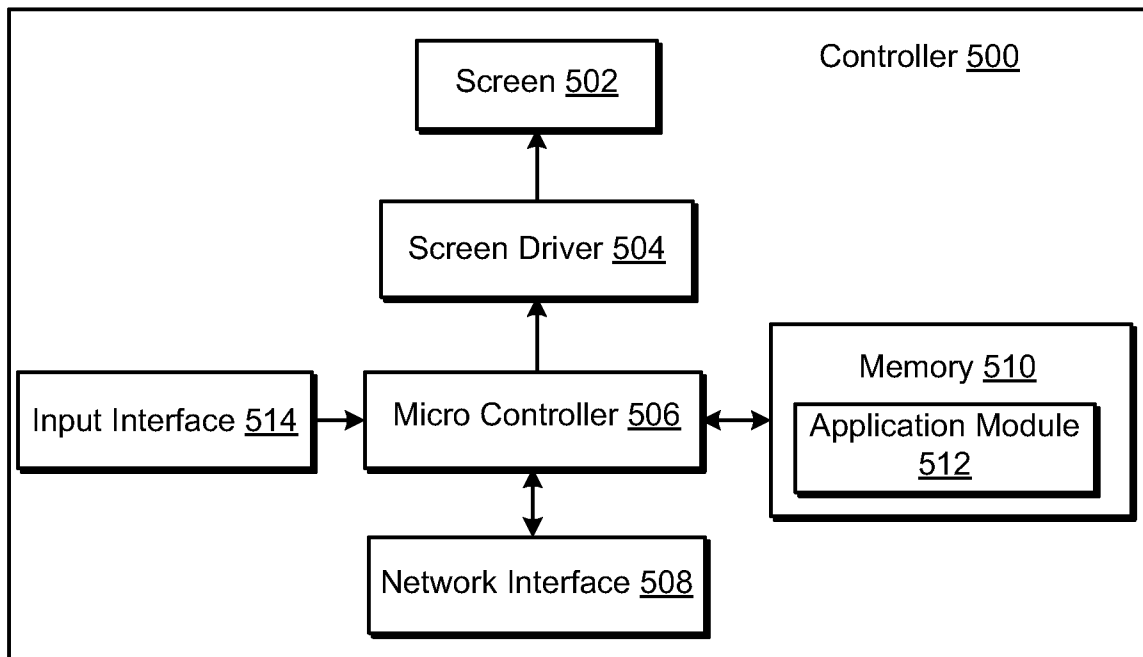 Controller 500
Screen 502
Screen Driver 504
Input Interface 514
Micro Controller 506
Memory 510
Application Module
512
Network Interface 508